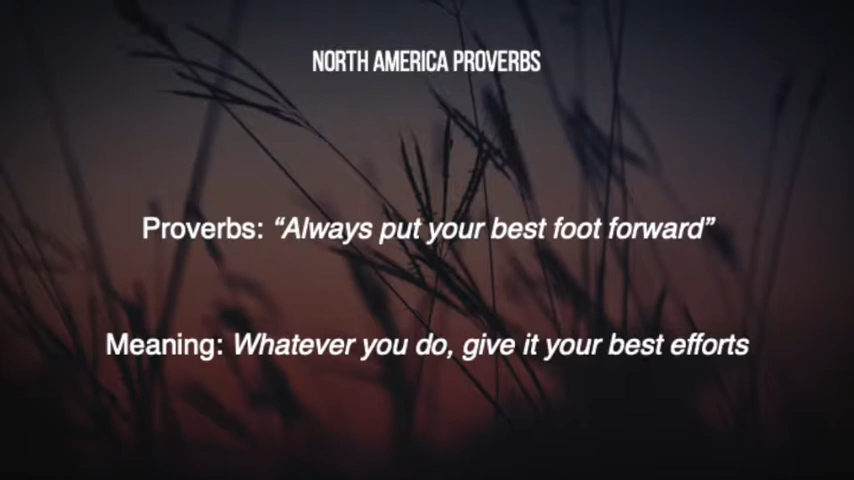 NORTH AMERICA PROVERBS
Proverbs: “Always put your best foot forward”
Meaning: Whatever you do, give it your best efforts